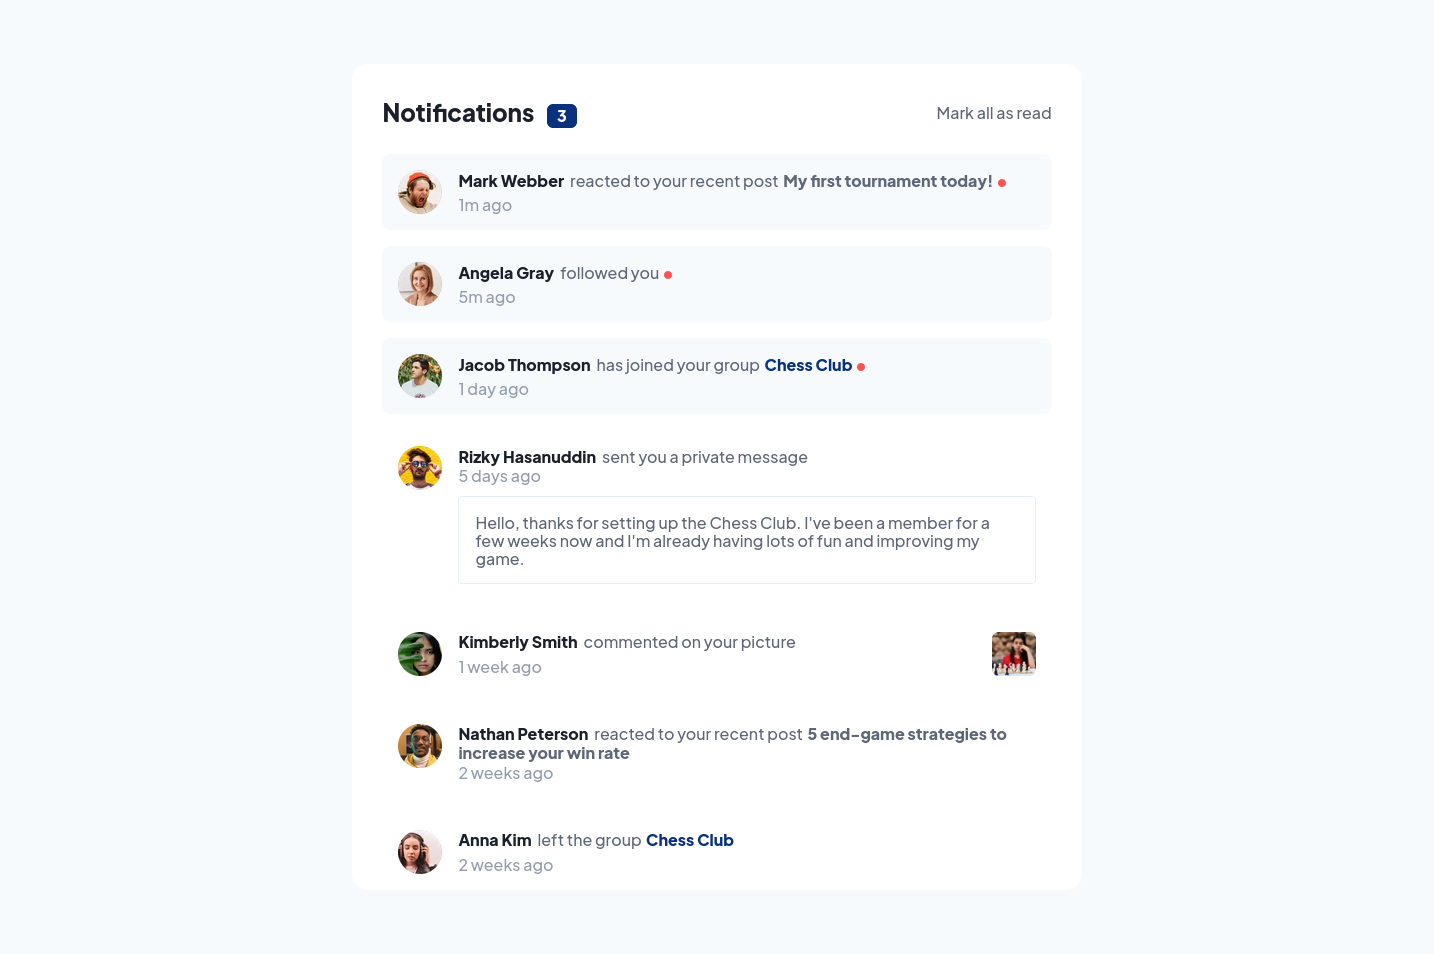 Notifications 3
Mark all as read
Mark Webber reacted to your recent post My first tournament today!
1m ago
Angela Gray followed you
5m ago
Jacob Thompson has joined your group Chess Club
1 day ago
Rizky Hasanuddin sent you a private message
5 days ago
Hello, thanks for setting up the Chess Club. I've been a member for a
few weeks now and I'm already having lots of fun and improving my
game.
Kimberly Smith commented on your picture
1 week ago
Nathan Peterson reacted to your recent post 5 end-game strategies to
increase your win rate
2 weeks ago
Anna Kim left the group Chess Club
2 weeks ago